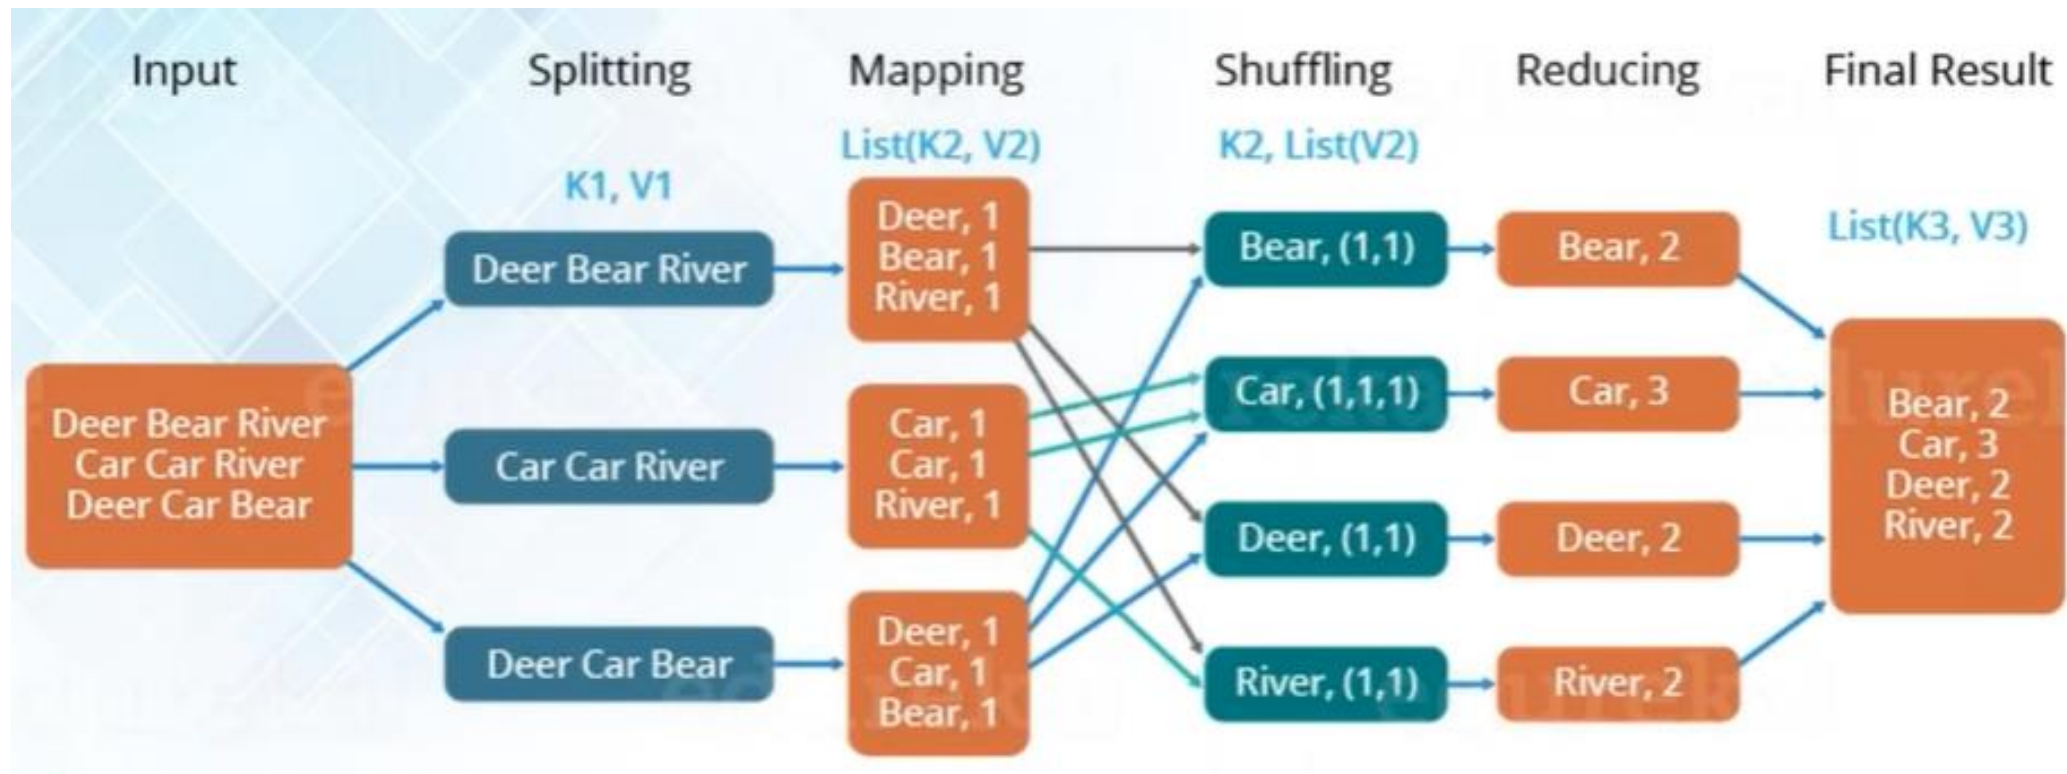 Input
Splitting
Mapping
Shuffling
Reducing
Final Result
K1, V1
List(K2, V2)
K2, List(V2)
List(K3, V3)
Deer Bear River
Car Car River
Deer Car Bear
Deer Bear River
Car Car River
Deer Car Bear
Deer, 1
Bear, 1
River, 1
Car, 1
Car, 1
River, 1
Deer, 1
Car, 1
Bear, 1
Bear, (1,1)
Car, (1,1,1)
Deer, (1,1)
River, (1,1)
Bear, 2
Car, 3
Deer, 2
River, 2
Bear, 2
Car, 3
Deer, 2
River, 2